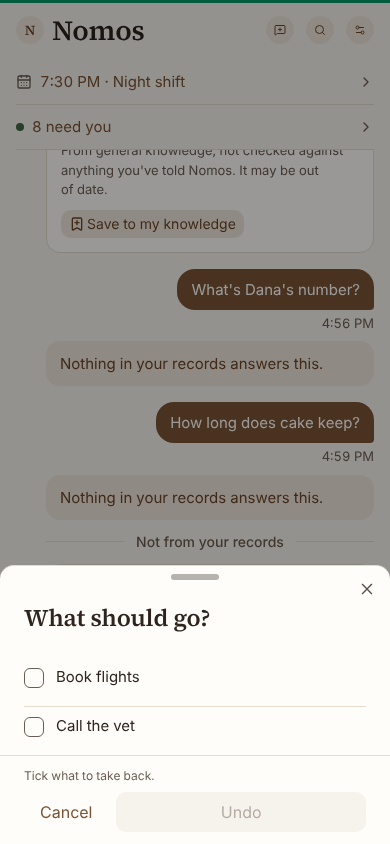 N Nomos
7:30 PM · Night shift
8 need you
From general knowledge, not checked against
anything you've told Nomos. It may be out
of date.
Save to my knowledge
What's Dana's number?
4:56 PM
Nothing in your records answers this.
How long does cake keep?
4:59 PM
Nothing in your records answers this.
Not from your records
What should go?
Book flights
Call the vet
Tick what to take back.
Cancel
Undo